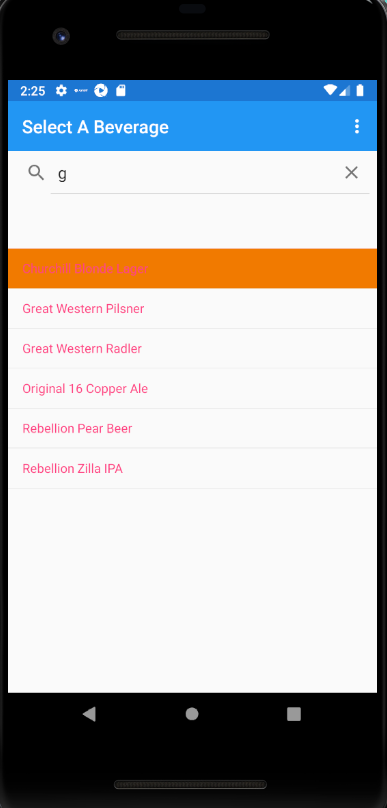 2:25
Select A Beverage
g
Churchill Blonde Lager
Great Western Pilsner
Great Western Radler
Original 16 Copper Ale
Rebellion Pear Beer
Rebellion Zilla IPA